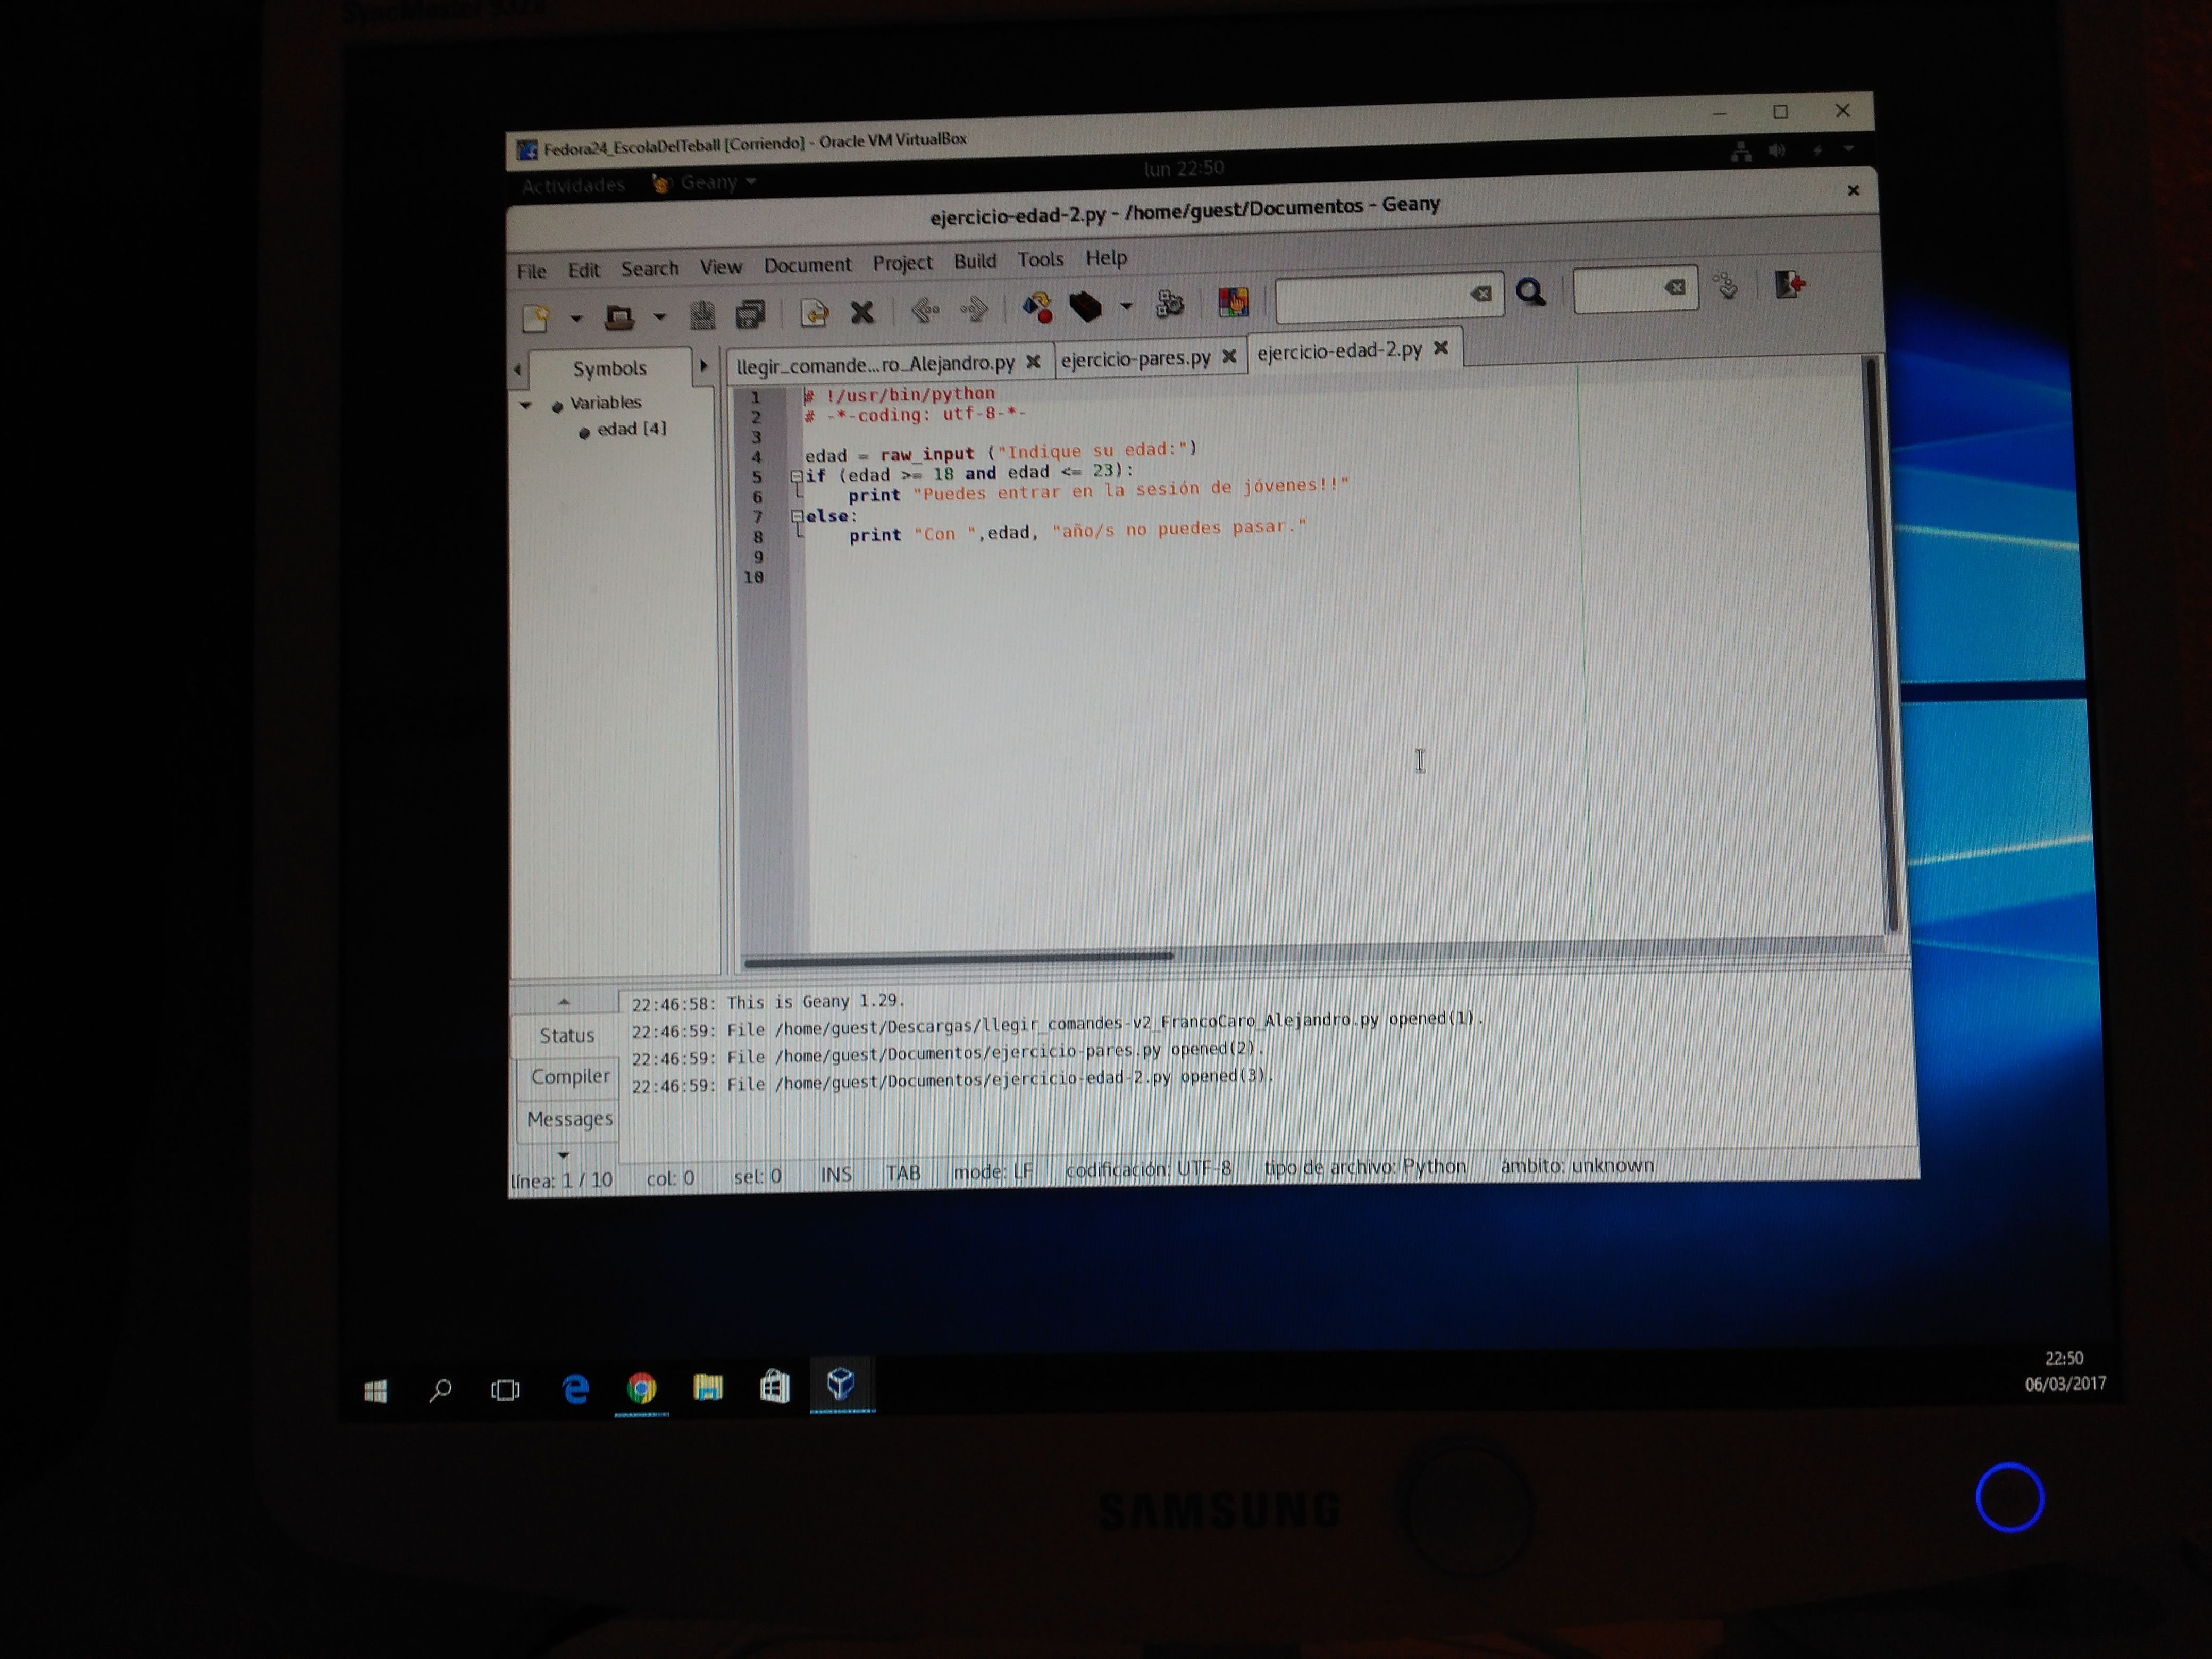 SyncMaster
Fedora24_EscolaDelTeball [Corriendo] - Oracle VM VirtualBox
Actividades Geany lun 22:50
ejercicio-edad-2.py - /home/guest/Documentos - Geany
File Edit Search View Document Project Build Tools Help
Symbols
llegir_comande...ro_Alejandro.py ejercicio-pares.py ejercicio-edad-2.py
Variables
edad [4]
1 # !/usr/bin/python
2 # -*-coding: utf-8-*-
3
4 edad = raw_input ("Indique su edad:")
5 if (edad >= 18 and edad <= 23):
6 print "Puedes entrar en la sesión de jóvenes!!"
7 else:
8 print "Con ",edad, "año/s no puedes pasar."
9
10
Status
Compiler
Messages
22:46:58: This is Geany 1.29.
22:46:59: File /home/guest/Descargas/llegir_comandes-v2_FrancoCaro_Alejandro.py opened(1).
22:46:59: File /home/guest/Documentos/ejercicio-pares.py opened(2).
22:46:59: File /home/guest/Documentos/ejercicio-edad-2.py opened(3).
línea: 1 / 10 col: 0 sel: 0 INS TAB mode: LF codificación: UTF-8 tipo de archivo: Python ámbito: unknown
22:50
06/03/2017
SAMSUNG